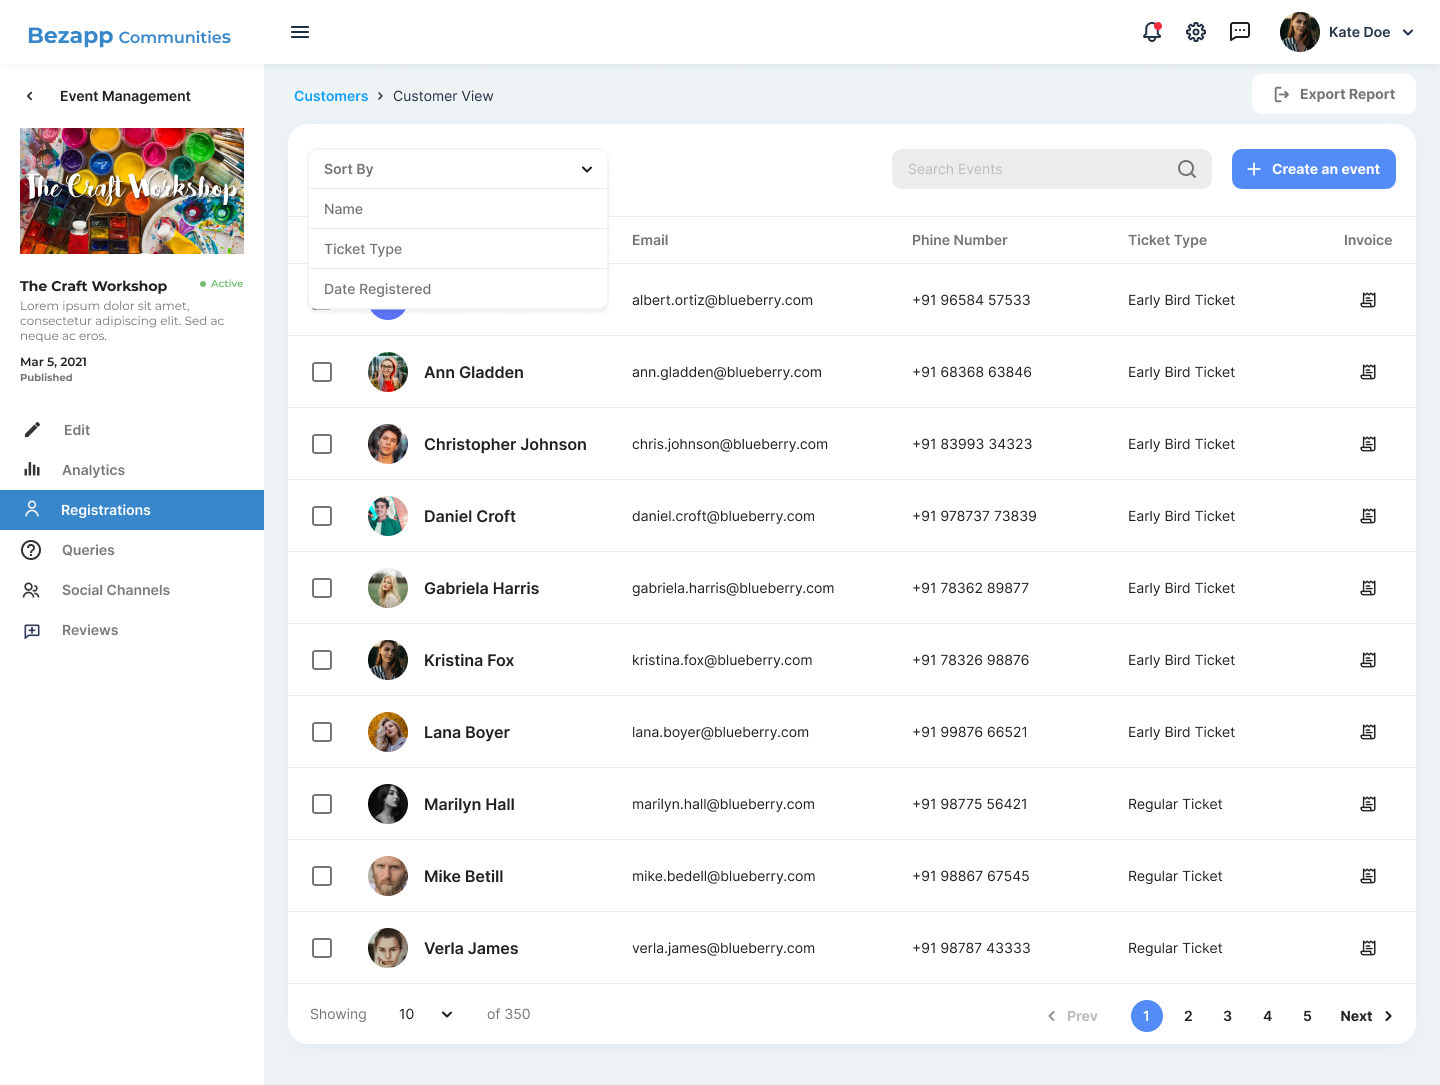 Bezapp Communities
Kate Doe
Event Management
Customers > Customer View
Export Report
The Craft Workshop
Sort By
Search Events
+ Create an event
Name
Ticket Type
Date Registered
Email Phine Number Ticket Type Invoice
The Craft Workshop Active
Lorem ipsum dolor sit amet,
consectetur adipiscing elit. Sed ac
neque ac eros.
Mar 5, 2021
Published
Edit
Analytics
Registrations
Queries
Social Channels
Reviews
albert.ortiz@blueberry.com +91 96584 57533 Early Bird Ticket
Ann Gladden ann.gladden@blueberry.com +91 68368 63846 Early Bird Ticket
Christopher Johnson chris.johnson@blueberry.com +91 83993 34323 Early Bird Ticket
Daniel Croft daniel.croft@blueberry.com +91 978737 73839 Early Bird Ticket
Gabriela Harris gabriela.harris@blueberry.com +91 78362 89877 Early Bird Ticket
Kristina Fox kristina.fox@blueberry.com +91 78326 98876 Early Bird Ticket
Lana Boyer lana.boyer@blueberry.com +91 99876 66521 Early Bird Ticket
Marilyn Hall marilyn.hall@blueberry.com +91 98775 56421 Regular Ticket
Mike Betill mike.bedell@blueberry.com +91 98867 67545 Regular Ticket
Verla James verla.james@blueberry.com +91 98787 43333 Regular Ticket
Showing 10 of 350
< Prev 1 2 3 4 5 Next >